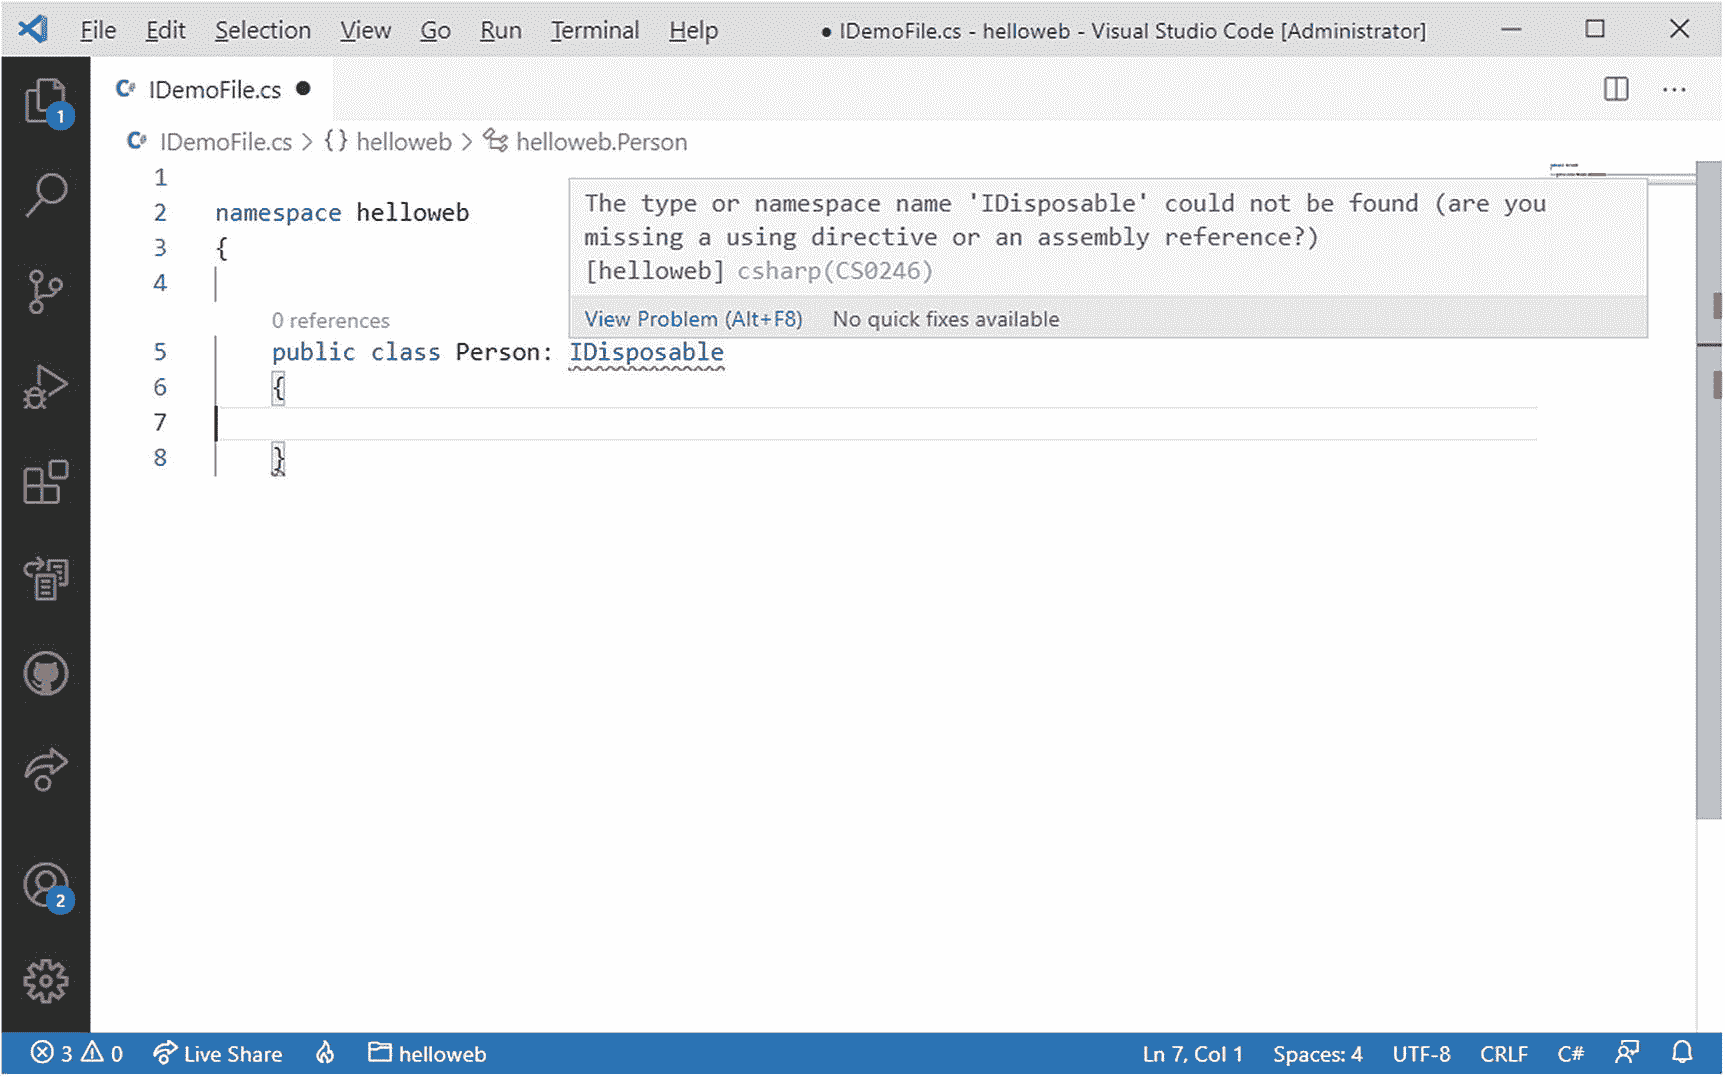 File Edit Selection View Go Run Terminal Help ● IDemoFile.cs - helloweb - Visual Studio Code [Administrator]
C# IDemoFile.cs ●
C# IDemoFile.cs > {} helloweb > helloweb.Person
1
2 namespace helloweb
3 {
4
The type or namespace name 'IDisposable' could not be found (are you
missing a using directive or an assembly reference?)
[helloweb] csharp(CS0246)
View Problem (Alt+F8) No quick fixes available
0 references
5 public class Person: IDisposable
6 {
7
8 }
1
2
3 0 Live Share helloweb Ln 7, Col 1 Spaces: 4 UTF-8 CRLF C#